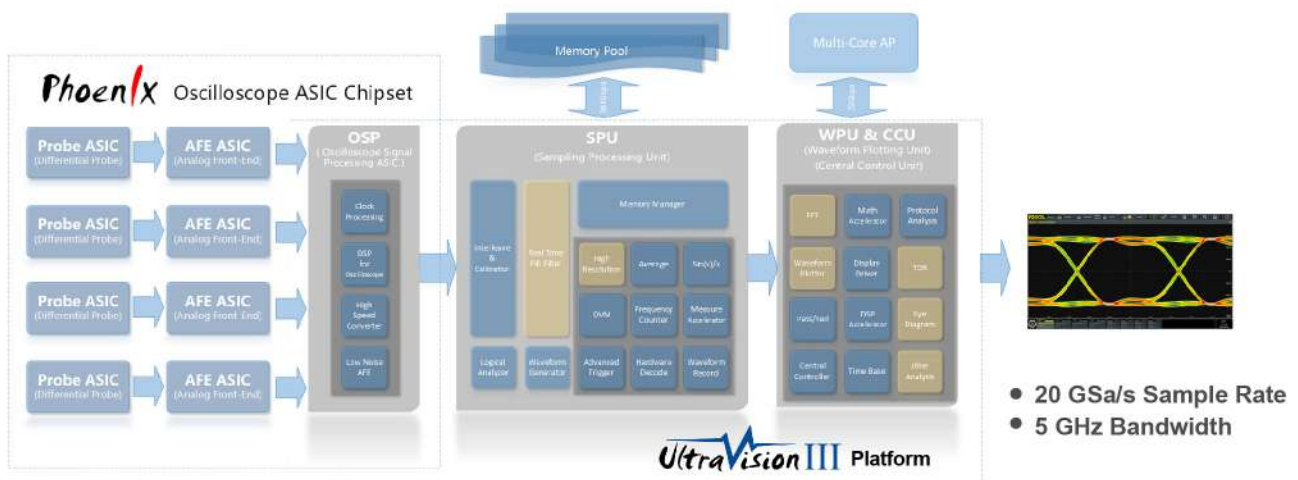 Memory Pool
Multi-Core AP
Phoenix Oscilloscope ASIC Chipset
Probe ASIC
(Differential Probe)
AFE ASIC
(Analog Front-End)
Probe ASIC
(Differential Probe)
AFE ASIC
(Analog Front-End)
Probe ASIC
(Differential Probe)
AFE ASIC
(Analog Front-End)
Probe ASIC
(Differential Probe)
AFE ASIC
(Analog Front-End)
OSP
(Oscilloscope Signal
Processing ASIC)
Clock
Processing
DSP
for
Oscilloscope
High
Speed
Converter
Low Noise
AFE
SPU
(Sampling Processing Unit)
Interleave
&
Calibrator
Real Time
FIR Filter
Memory Manager
High
Resolution
Average
Sin(x)/x
DVM
Frequency
Counter
Measure
Accelerator
Logical
Analyzer
Waveform
Generator
Advanced
Trigger
Hardware
Decode
Waveform
Record
WPU & CCU
(Waveform Plotting Unit)
(Central Control Unit)
FFT
Math
Accelerator
Protocol
Analysis
Waveform
Plotter
Display
Driver
TDR
Pass/Fail
DSP
Accelerator
Eye
Diagram
Central
Controller
Time Base
Jitter
Analysis
RIGOL
• 20 GSa/s Sample Rate
• 5 GHz Bandwidth
UltraVision III Platform